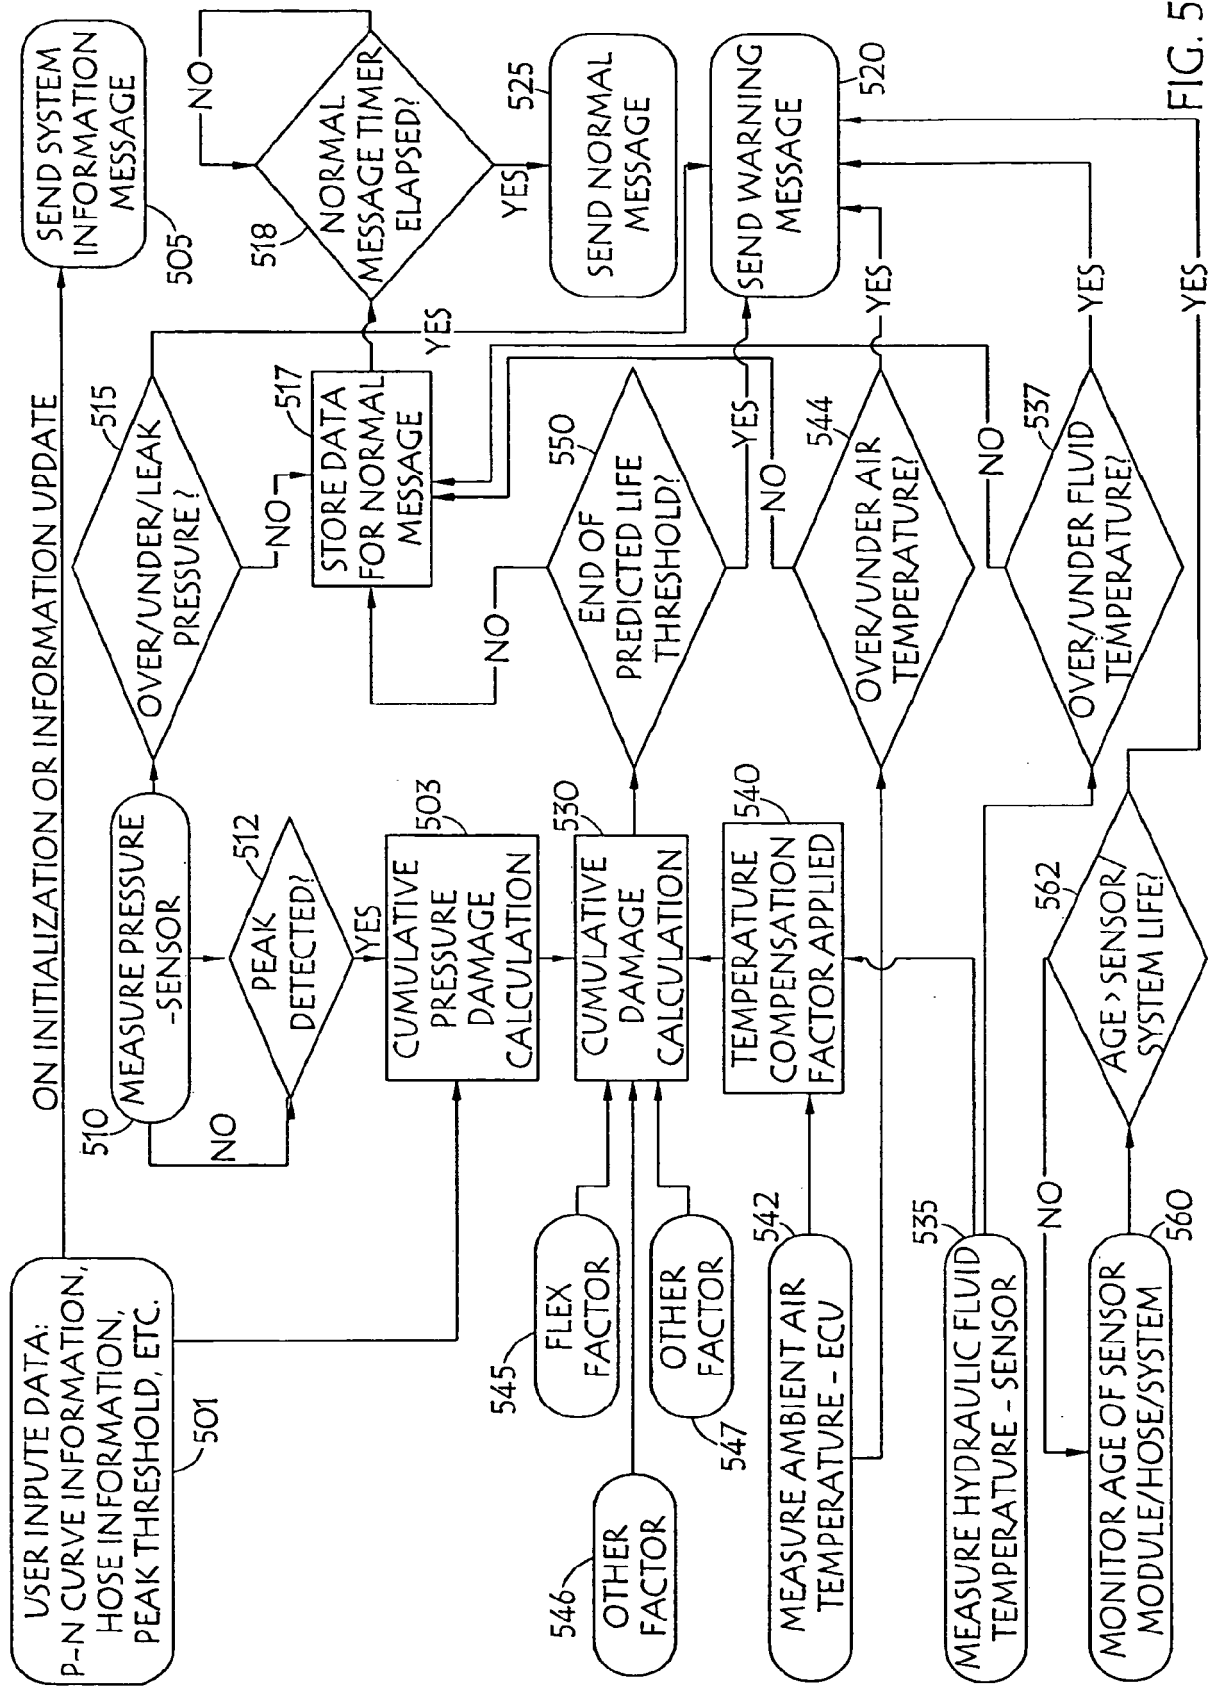 USER INPUTE DATA:
P-N CURVE INFORMATION,
HOSE INFORMATION,
PEAK THRESHOLD, ETC.
501
ON INITIALIZATION OR INFORMATION UPDATE
SEND SYSTEM
INFORMATION
MESSAGE
505
510
MEASURE PRESSURE
-SENSOR
NO
PEAK
DETECTED?
512
YES
OVER/UNDER/LEAK
PRESSURE?
515
NO
YES
CUMULATIVE
PRESSURE
DAMAGE
CALCULATION
503
STORE DATA
FOR NORMAL
MESSAGE
517
NORMAL
MESSAGE TIMER
ELAPSED?
518
NO
YES
SEND NORMAL
MESSAGE
525
545
FLEX
FACTOR
546
OTHER
FACTOR
OTHER
FACTOR
547
CUMULATIVE
DAMAGE
CALCULATION
530
END OF
PREDICTED LIFE
THRESHOLD?
550
NO
YES
SEND WARNING
MESSAGE
520
MEASURE AMBIENT AIR
TEMPERATURE - ECU
542
TEMPERATURE
COMPENSATION
FACTOR APPLIED
540
OVER/UNDER AIR
TEMPERATURE?
544
NO
YES
MEASURE HYDRAULIC FLUID
TEMPERATURE - SENSOR
535
OVER/UNDER FLUID
TEMPERATURE?
537
NO
YES
MONITOR AGE OF SENSOR
MODULE/HOSE/SYSTEM
560
NO
AGE > SENSOR/
SYSTEM LIFE?
562
YES
FIG. 5